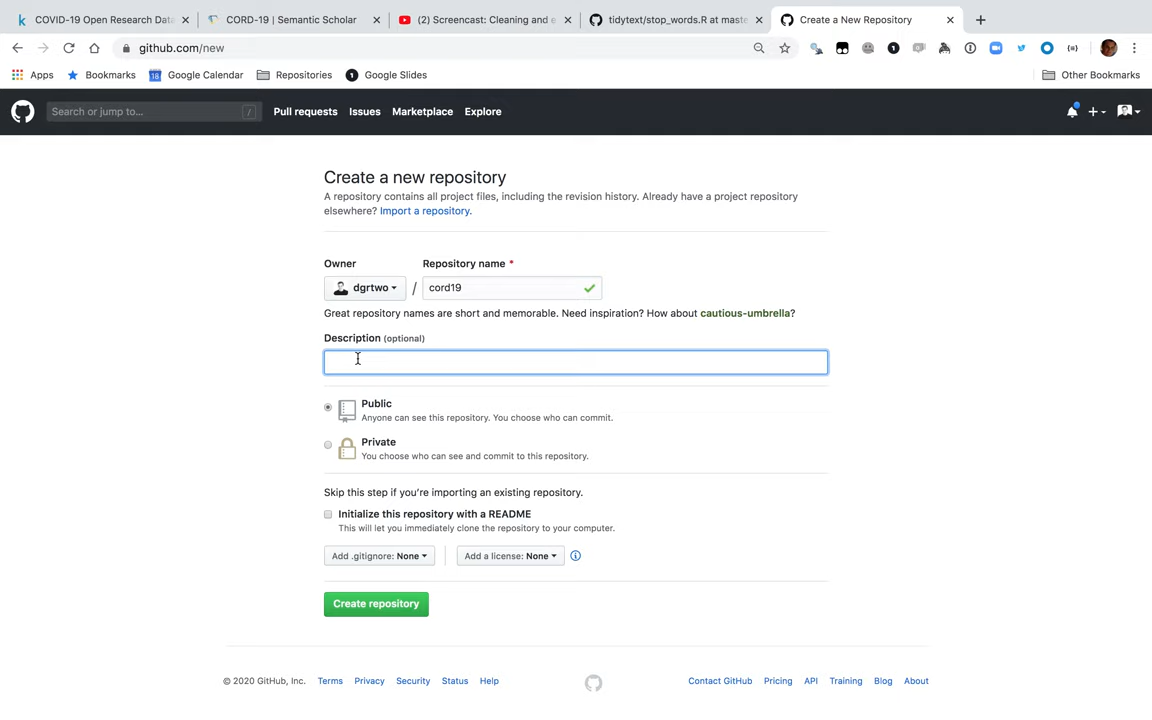 COVID-19 Open Research Data
CORD-19 | Semantic Scholar
(2) Screencast: Cleaning and e
tidytext/stop_words.R at maste
Create a New Repository
github.com/new
Apps
Bookmarks
18
Google Calendar
Repositories
Google Slides
Other Bookmarks
Search or jump to...
/
Pull requests
Issues
Marketplace
Explore
Create a new repository
A repository contains all project files, including the revision history. Already have a project repository
elsewhere? Import a repository.
Owner
Repository name *
dgrtwo
/
cord19
Great repository names are short and memorable. Need inspiration? How about cautious-umbrella?
Description (optional)
Public
Anyone can see this repository. You choose who can commit.
Private
You choose who can see and commit to this repository.
Skip this step if you're importing an existing repository.
Initialize this repository with a README
This will let you immediately clone the repository to your computer.
Add .gitignore: None
Add a license: None
Create repository
© 2020 GitHub, Inc.
Terms
Privacy
Security
Status
Help
Contact GitHub
Pricing
API
Training
Blog
About